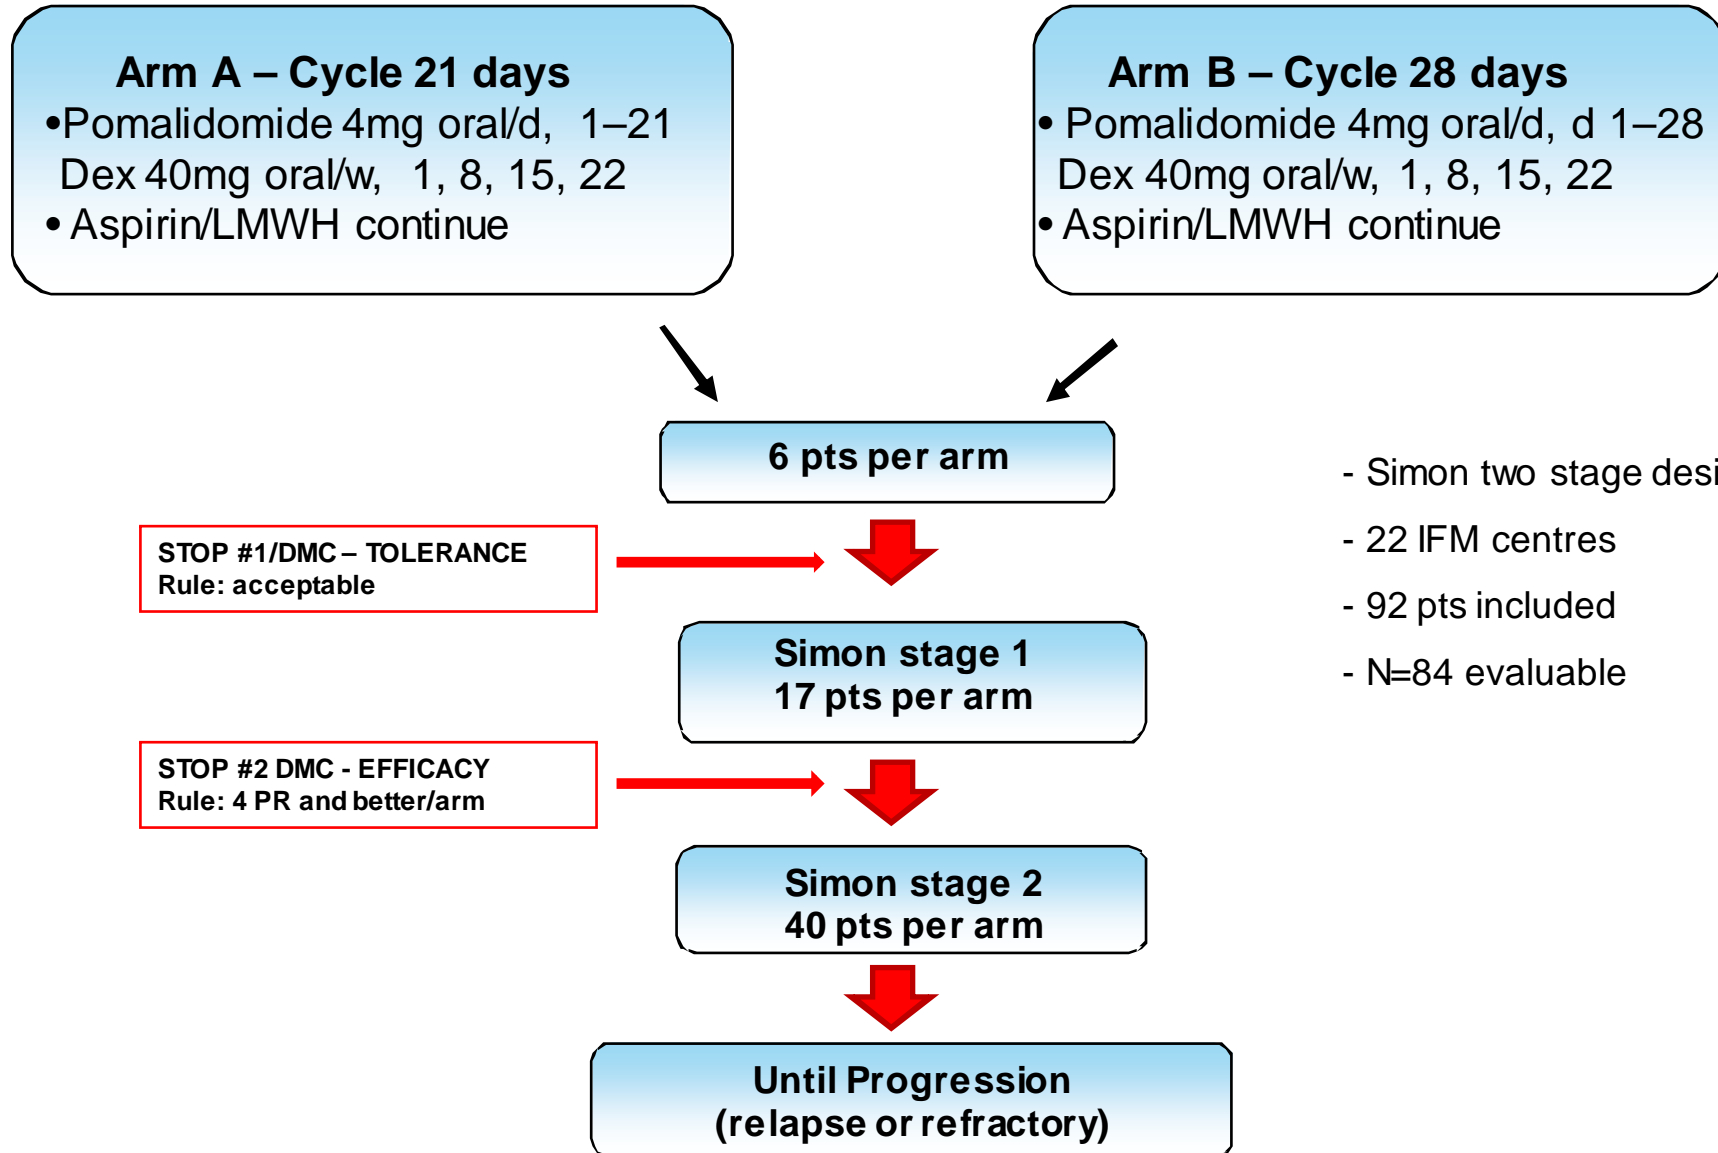 Arm A – Cycle 21 days
•Pomalidomide 4mg oral/d, 1–21
Dex 40mg oral/w, 1, 8, 15, 22
• Aspirin/LMWH continue
Arm B – Cycle 28 days
• Pomalidomide 4mg oral/d, d 1–28
Dex 40mg oral/w, 1, 8, 15, 22
• Aspirin/LMWH continue
6 pts per arm
- Simon two stage desi
- 22 IFM centres
- 92 pts included
- N=84 evaluable
STOP #1/DMC – TOLERANCE
Rule: acceptable
Simon stage 1
17 pts per arm
STOP #2 DMC - EFFICACY
Rule: 4 PR and better/arm
Simon stage 2
40 pts per arm
Until Progression
(relapse or refractory)